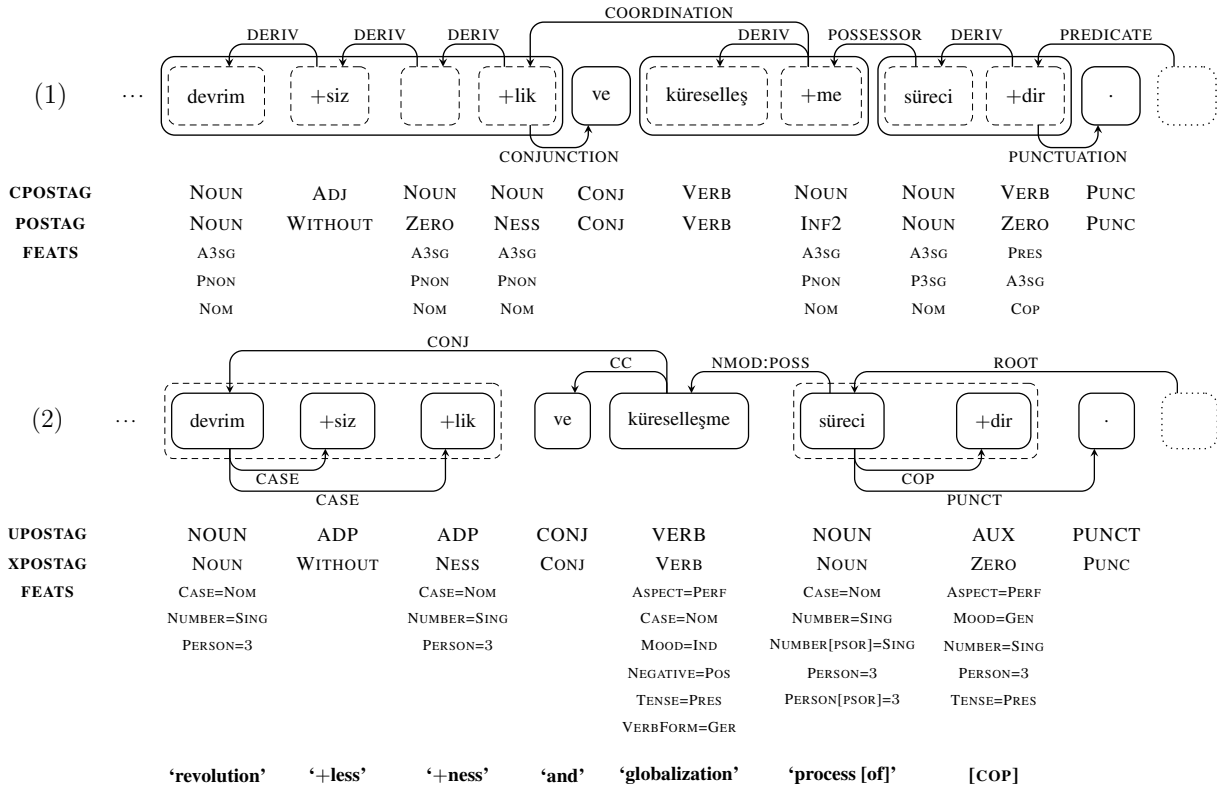 COORDINATION
DERIV DERIV DERIV DERIV POSSESSOR DERIV PREDICATE
(1) ··· devrim +siz +lik ve küreselleş +me süreci +dir .
CONJUNCTION PUNCTUATION
CPOSTAG NOUN ADJ NOUN NOUN CONJ VERB NOUN NOUN VERB PUNC
POSTAG NOUN WITHOUT ZERO NESS CONJ VERB INF2 NOUN ZERO PUNC
FEATS A3SG A3SG A3SG A3SG A3SG PRES
PNON PNON PNON PNON P3SG A3SG
NOM NOM NOM NOM NOM COP
CONJ
CC NMOD:POSS ROOT
(2) ··· devrim +siz +lik ve küreselleşme süreci +dir .
CASE COP
CASE PUNCT
UPOSTAG NOUN ADP ADP CONJ VERB NOUN AUX PUNCT
XPOSTAG NOUN WITHOUT NESS CONJ VERB NOUN ZERO PUNC
FEATS CASE=NOM CASE=NOM ASPECT=PERF CASE=NOM ASPECT=PERF
NUMBER=SING NUMBER=SING CASE=NOM NUMBER=SING MOOD=GEN
PERSON=3 PERSON=3 MOOD=IND NUMBER[PSOR]=SING NUMBER=SING
NEGATIVE=POS PERSON=3 PERSON=3
TENSE=PRES PERSON[PSOR]=3 TENSE=PRES
VERBFORM=GER
‘revolution’ ‘+less’ ‘+ness’ ‘and’ ‘globalization’ ‘process [of]’ [COP]